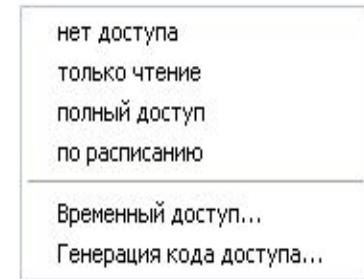 нет доступа
только чтение
полный доступ
по расписанию
Временный доступ...
Генерация кода доступа...